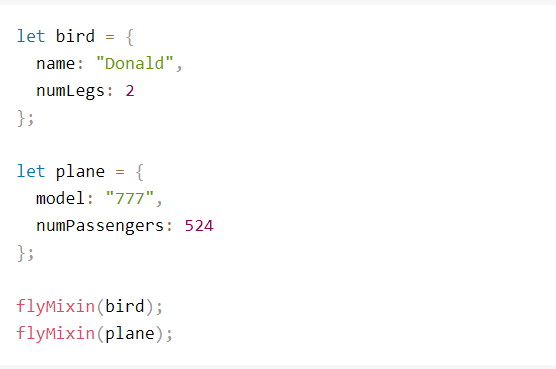 let bird = {
  name: "Donald",
  numLegs: 2
};

let plane = {
  model: "777",
  numPassengers: 524
};

flyMixin(bird);
flyMixin(plane);